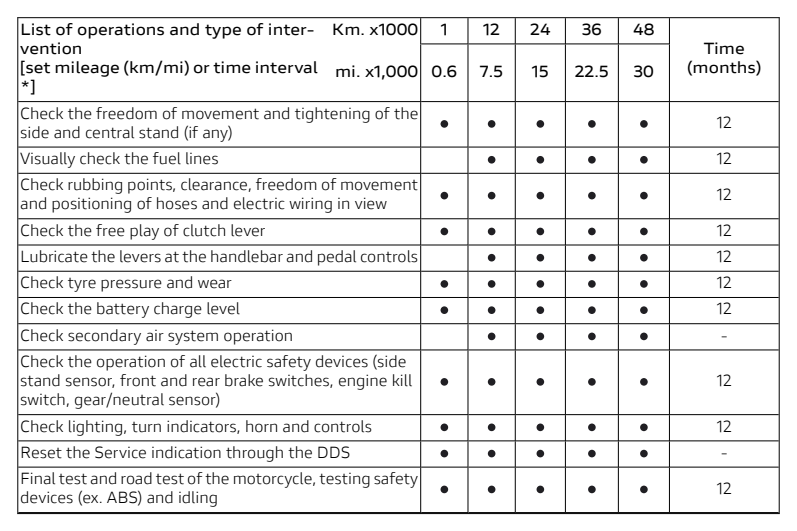 List of operations and type of inter- Km. x1000 1 12 24 36 48 Time (months)
vention
[set mileage (km/mi) or time interval mi. x1,000 0.6 7.5 15 22.5 30
*]
Check the freedom of movement and tightening of the
side and central stand (if any) ● ● ● ● ● 12
Visually check the fuel lines ● ● ● ● 12
Check rubbing points, clearance, freedom of movement
and positioning of hoses and electric wiring in view ● ● ● ● ● 12
Check the free play of clutch lever ● ● ● ● ● 12
Lubricate the levers at the handlebar and pedal controls ● ● ● ● 12
Check tyre pressure and wear ● ● ● ● ● 12
Check the battery charge level ● ● ● ● ● 12
Check secondary air system operation ● ● ● ● -
Check the operation of all electric safety devices (side
stand sensor, front and rear brake switches, engine kill ● ● ● ● ● 12
switch, gear/neutral sensor)
Check lighting, turn indicators, horn and controls ● ● ● ● ● 12
Reset the Service indication through the DDS ● ● ● ● ● -
Final test and road test of the motorcycle, testing safety
devices (ex. ABS) and idling ● ● ● ● ● 12